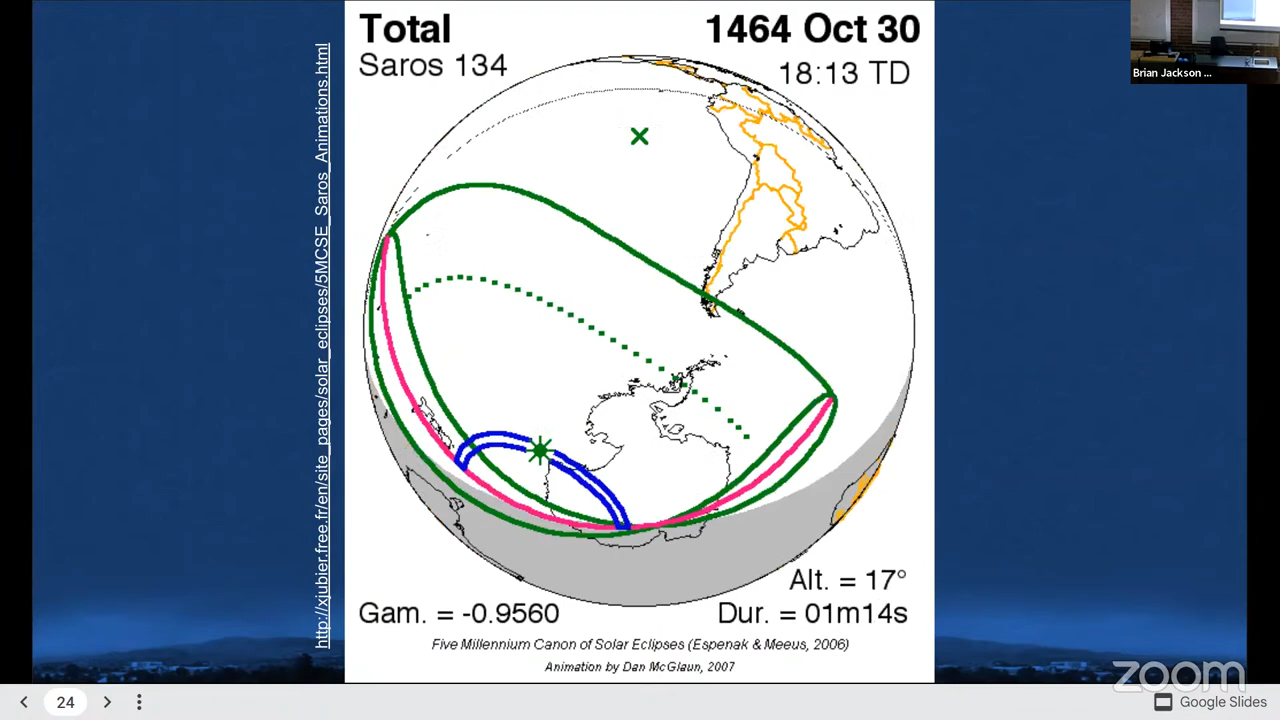 Total
1464 Oct 30
Saros 134
18:13 TD
http://xjubier.free.fr/en/site_pages/solar_eclipses/5MCSE_Saros_Animations.html
Brian Jackson ...
Alt. = 17°
Gam. = -0.9560
Dur. = 01m14s
Five Millennium Canon of Solar Eclipses (Espenak & Meeus, 2006)
Animation by Dan McGlaun, 2007
zoom
24
Google Slides